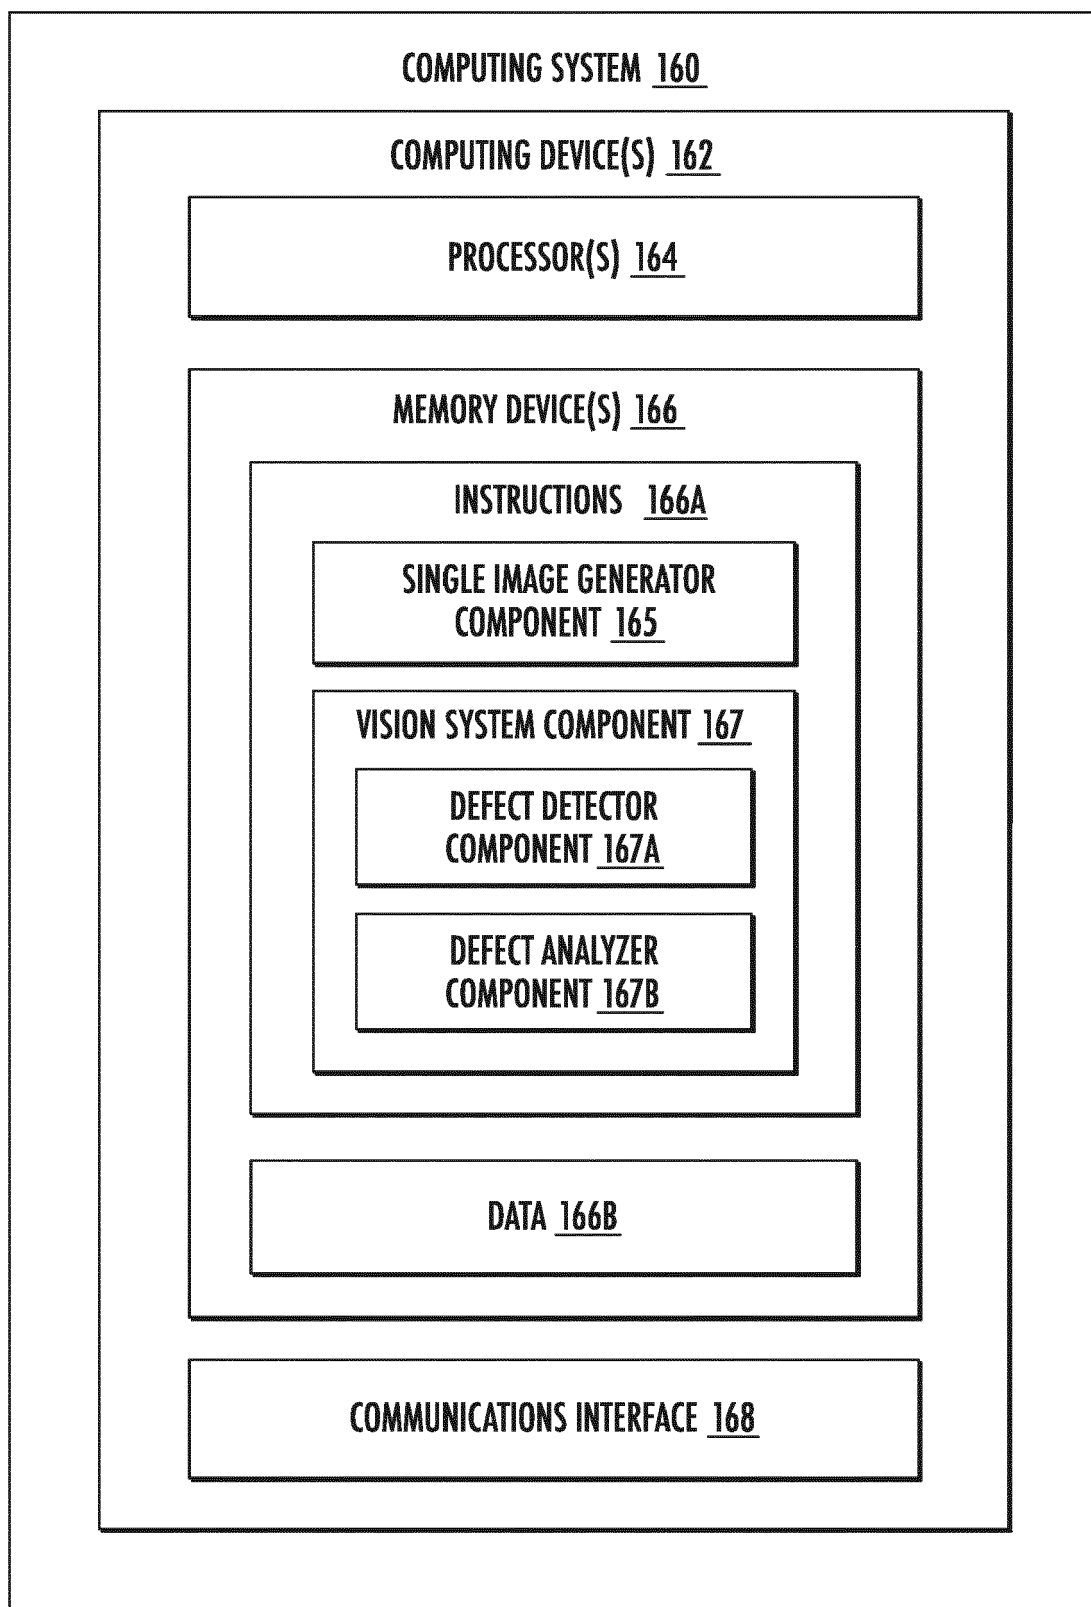 COMPUTING SYSTEM 160
COMPUTING DEVICE(S) 162
PROCESSOR(S) 164
MEMORY DEVICE(S) 166
INSTRUCTIONS 166A
SINGLE IMAGE GENERATOR
COMPONENT 165
VISION SYSTEM COMPONENT 167
DEFECT DETECTOR
COMPONENT 167A
DEFECT ANALYZER
COMPONENT 167B
DATA 166B
COMMUNICATIONS INTERFACE 168